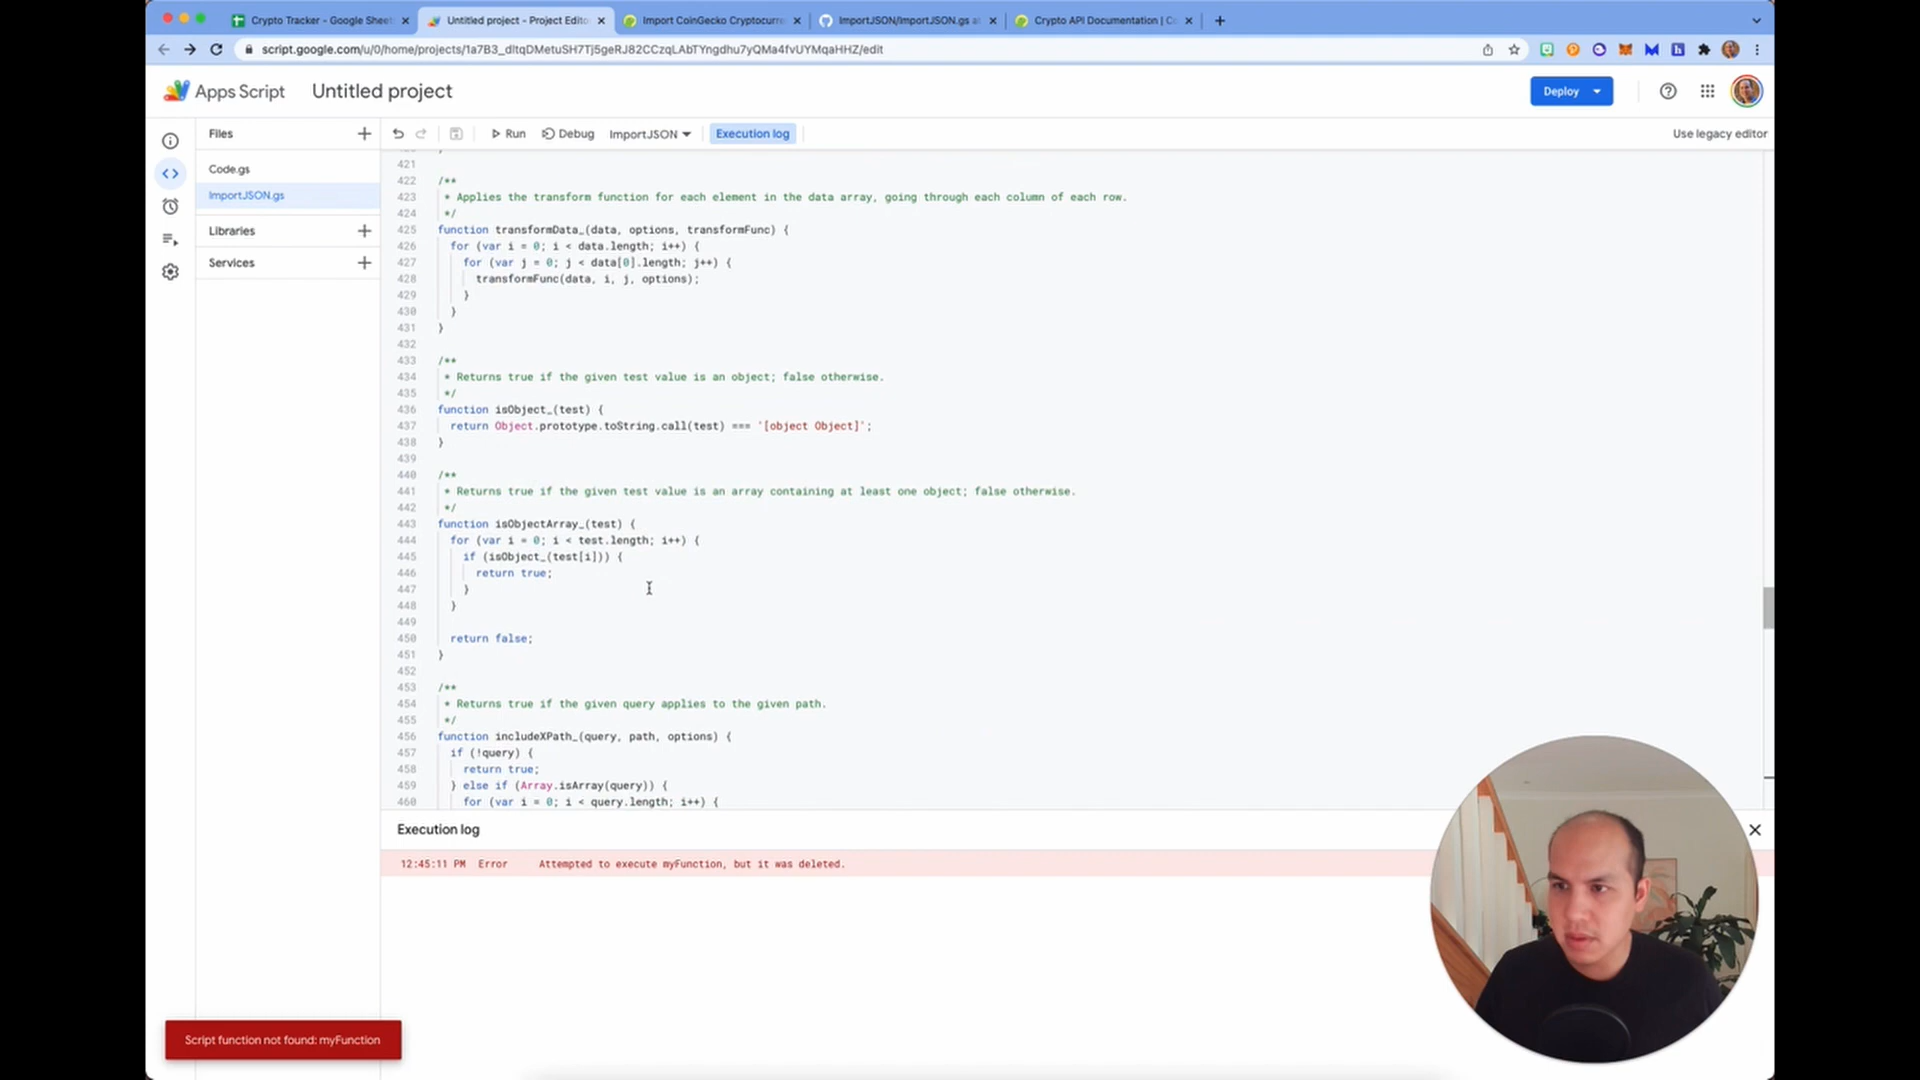 Crypto Tracker - Google Sheets
Untitled project - Project Edito
Import CoinGecko Cryptocurre
ImportJSON/ImportJSON.gs a
Crypto API Documentation | C
script.google.com/u/0/home/projects/1a7B3_dltqDMetuSH7Tj5geRJ82CCzqLAbTYngdhu7yQMa4fvUYMqaHHZ/edit
Apps Script
Untitled project
Deploy
Files
Run
Debug
ImportJSON
Execution log
Use legacy editor
Code.gs
ImportJSON.gs
Libraries
Services
421
422 /**
423 * Applies the transform function for each element in the data array, going through each column of each row.
424 */
425 function transformData_(data, options, transformFunc) {
426 for (var i = 0; i < data.length; i++) {
427 for (var j = 0; j < data[0].length; j++) {
428 transformFunc(data, i, j, options);
429 }
430 }
431 }
432
433 /**
434 * Returns true if the given test value is an object; false otherwise.
435 */
436 function isObject_(test) {
437 return Object.prototype.toString.call(test) === '[object Object]';
438 }
439
440 /**
441 * Returns true if the given test value is an array containing at least one object; false otherwise.
442 */
443 function isObjectArray_(test) {
444 for (var i = 0; i < test.length; i++) {
445 if (isObject_(test[i])) {
446 return true;
447 }
448 }
449
450 return false;
451 }
452
453 /**
454 * Returns true if the given query applies to the given path.
455 */
456 function includeXPath_(query, path, options) {
457 if (!query) {
458 return true;
459 } else if (Array.isArray(query)) {
460 for (var i = 0; i < query.length; i++) {
Execution log
12:45:11 PM Error Attempted to execute myFunction, but it was deleted.
Script function not found: myFunction